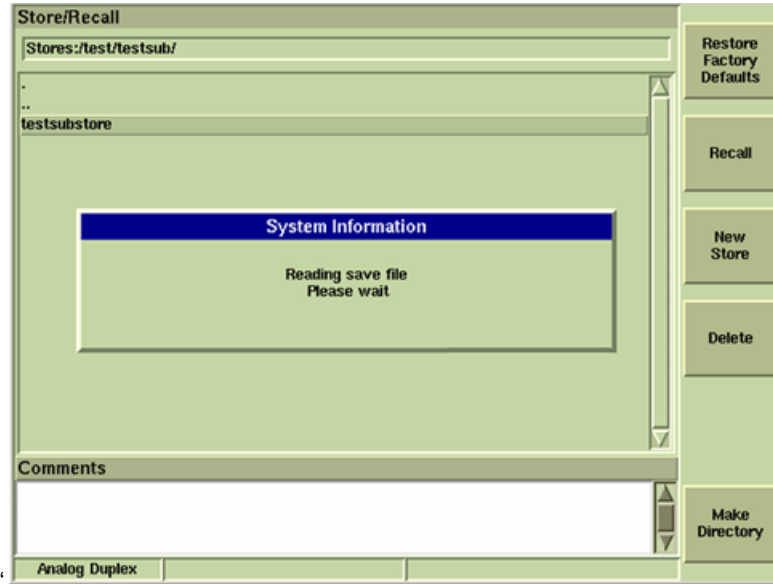 Store/Recall
Stores:/test/testsub/
.
..
testsubstore
System Information
Reading save file
Please wait
Comments
Analog Duplex
Restore
Factory
Defaults
Recall
New
Store
Delete
Make
Directory